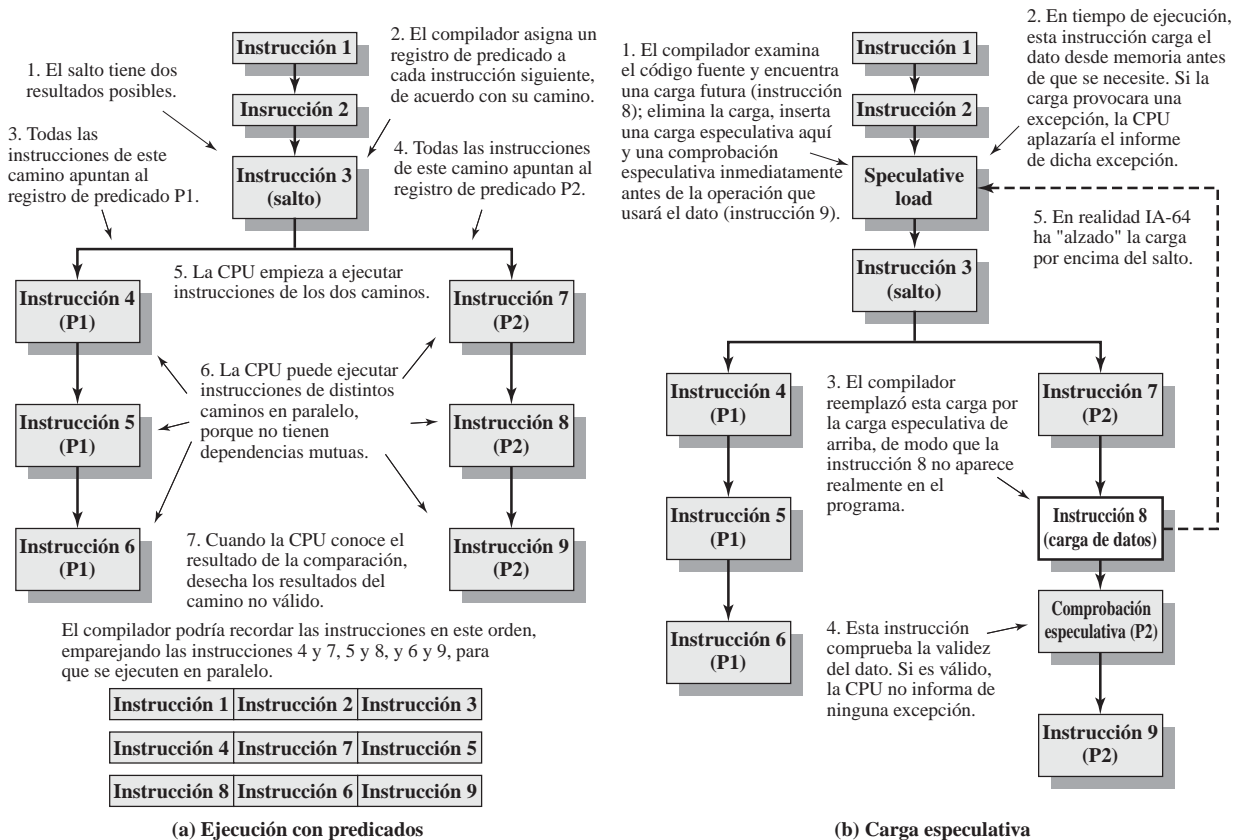 Instrucción 1
Insrucción 2
Instrucción 3
(salto)
1. El salto tiene dos
resultados posibles.
2. El compilador asigna un
registro de predicado a
cada instrucción siguiente,
de acuerdo con su camino.
3. Todas las
instrucciones de este
camino apuntan al
registro de predicado P1.
4. Todas las instrucciones
de este camino apuntan al
registro de predicado P2.
5. La CPU empieza a ejecutar
instrucciones de los dos caminos.
Instrucción 4
(P1)
Instrucción 7
(P2)
6. La CPU puede ejecutar
instrucciones de distintos
caminos en paralelo,
porque no tienen
dependencias mutuas.
Instrucción 5
(P1)
Instrucción 8
(P2)
Instrucción 6
(P1)
Instrucción 9
(P2)
7. Cuando la CPU conoce el
resultado de la comparación,
desecha los resultados del
camino no válido.
El compilador podría recordar las instrucciones en este orden,
emparejando las instrucciones 4 y 7, 5 y 8, y 6 y 9, para
que se ejecuten en paralelo.
Instrucción 1 Instrucción 2 Instrucción 3
Instrucción 4 Instrucción 7 Instrucción 5
Instrucción 8 Instrucción 6 Instrucción 9
(a) Ejecución con predicados
1. El compilador examina
el código fuente y encuentra
una carga futura (instrucción
8); elimina la carga, inserta
una carga especulativa aquí
y una comprobación
especulativa inmediatamente
antes de la operación que
usará el dato (instrucción 9).
Instrucción 1
Instrucción 2
Speculative
load
Instrucción 3
(salto)
2. En tiempo de ejecución,
esta instrucción carga el
dato desde memoria antes
de que se necesite. Si la
carga provocara una
excepción, la CPU
aplazaría el informe
de dicha excepción.
5. En realidad IA-64
ha "alzado" la carga
por encima del salto.
Instrucción 4
(P1)
Instrucción 7
(P2)
3. El compilador
reemplazó esta carga por
la carga especulativa de
arriba, de modo que la
instrucción 8 no aparece
realmente en el
programa.
Instrucción 5
(P1)
Instrucción 8
(carga de datos)
Comprobación
especulativa (P2)
4. Esta instrucción
comprueba la validez
del dato. Si es válido,
la CPU no informa de
ninguna excepción.
Instrucción 6
(P1)
Instrucción 9
(P2)
(b) Carga especulativa